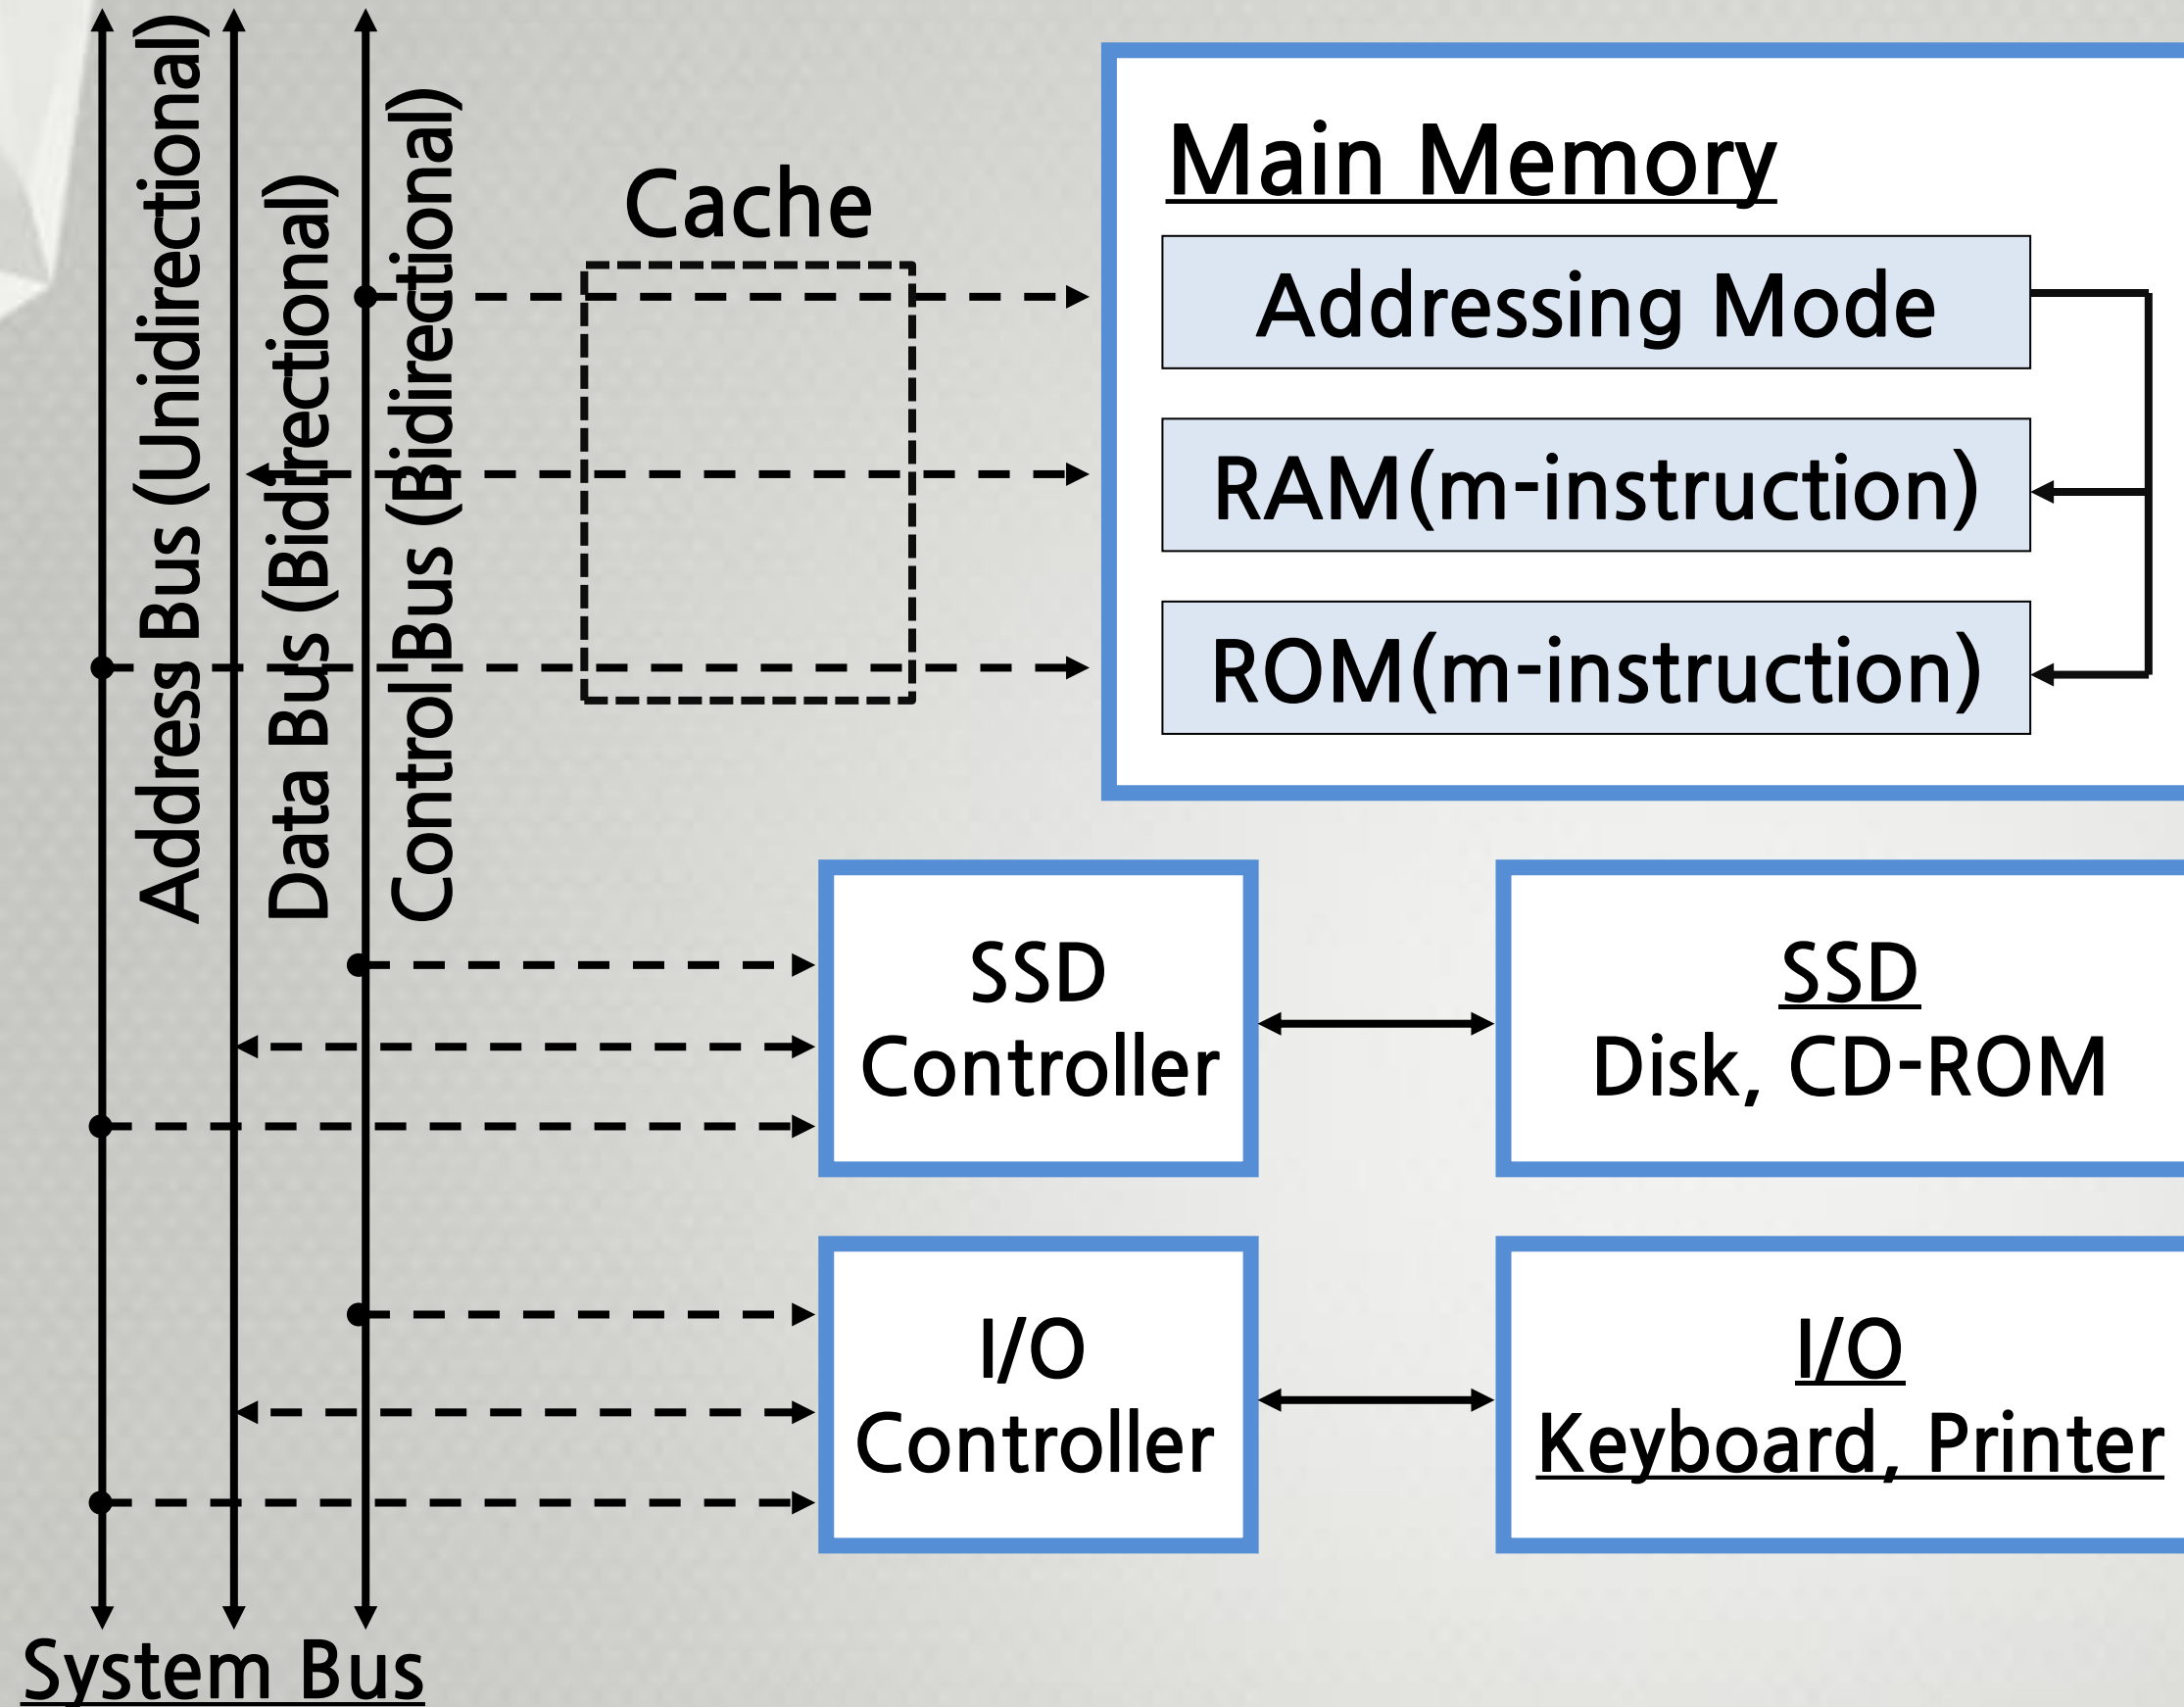 Address Bus (Unidirectional)
Data Bus (Bidirectional)
Control Bus (Bidirectional)
Cache
Main Memory
Addressing Mode
RAM(m-instruction)
ROM(m-instruction)
SSD
Controller
SSD
Disk, CD-ROM
I/O
Controller
I/O
Keyboard, Printer
System Bus